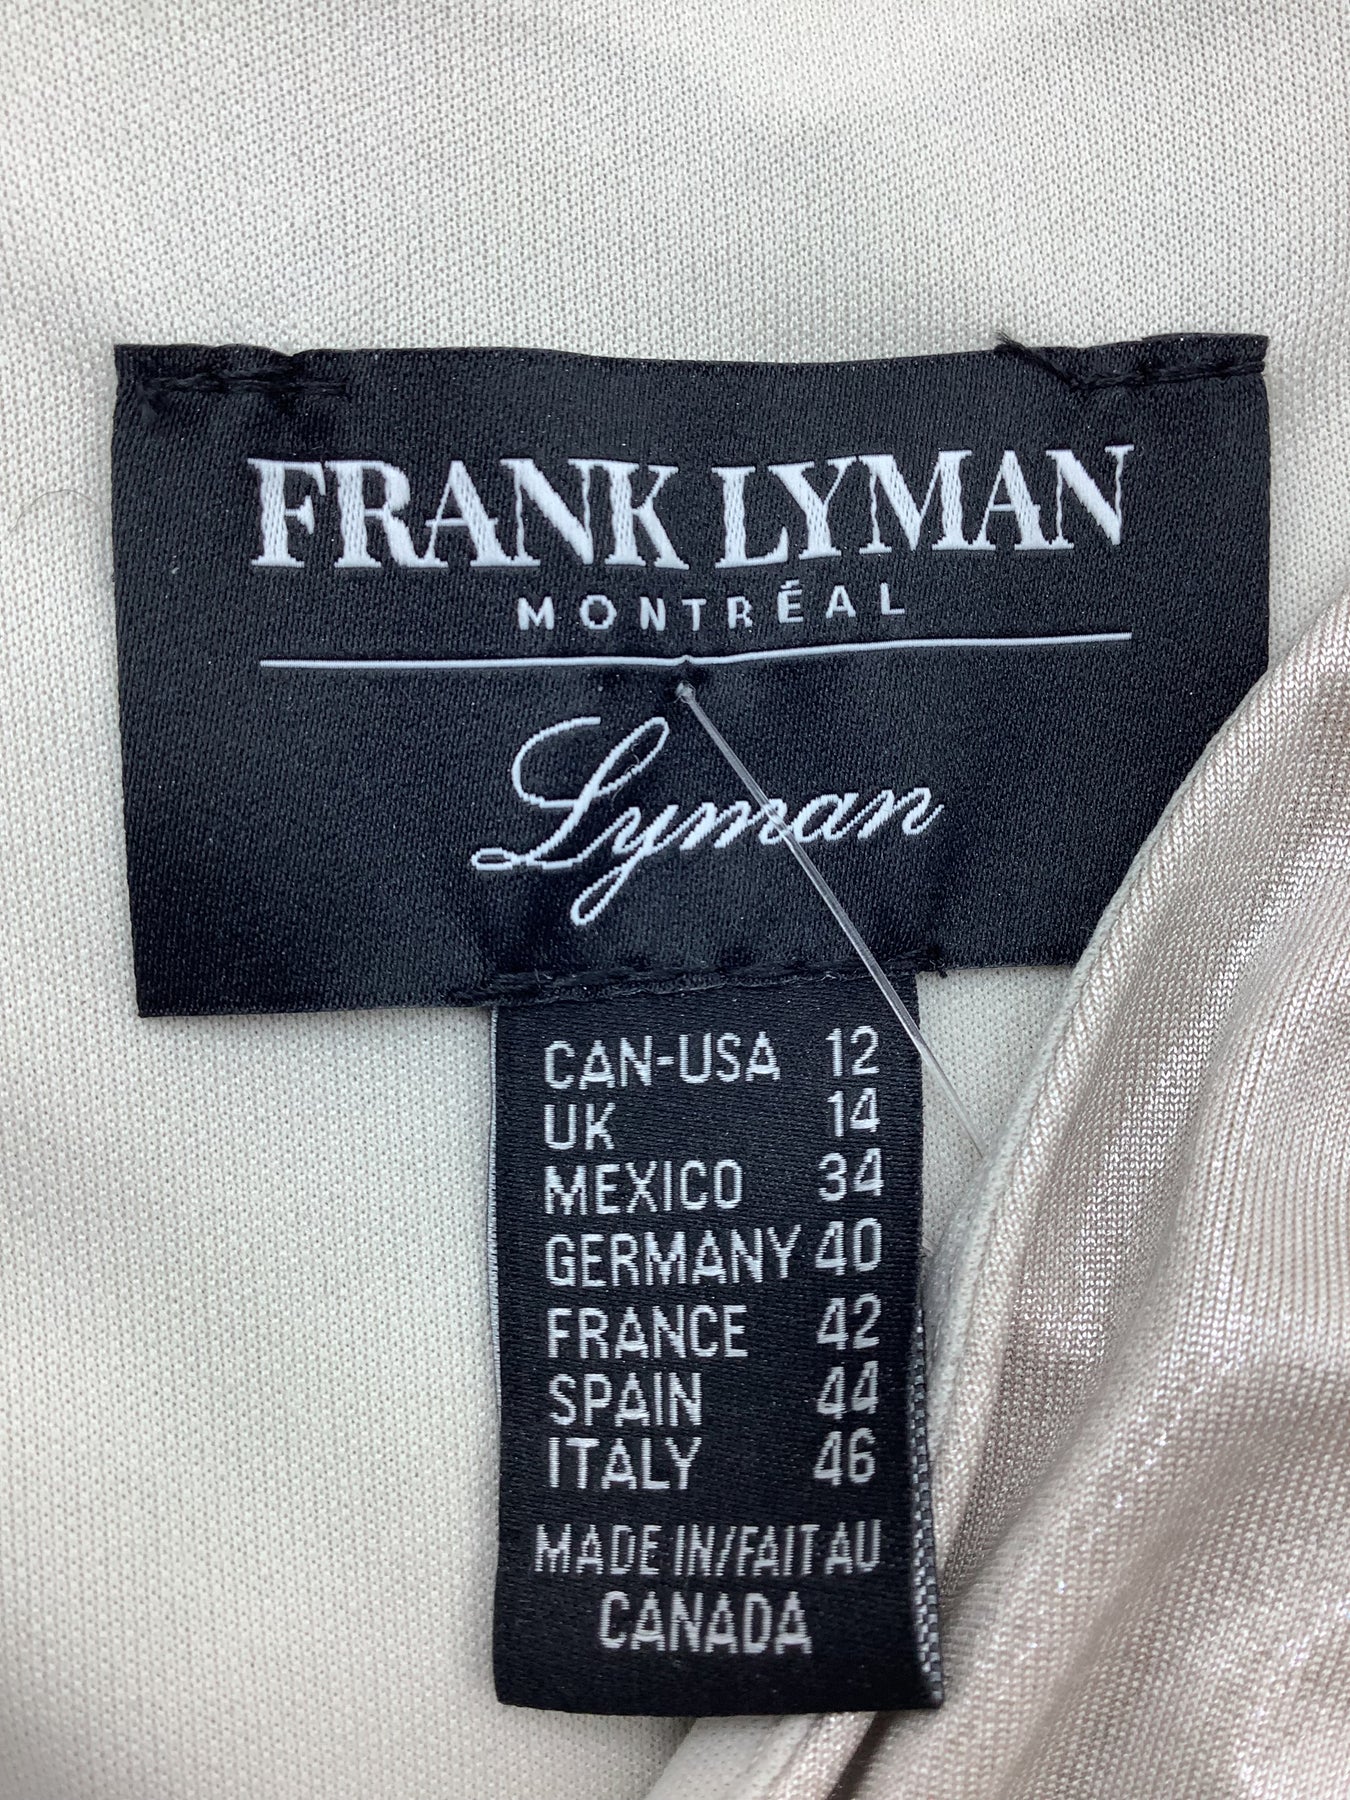 FRANK LYMAN
MONTRÉAL
Lyman
CAN-USA 12
UK 14
MEXICO 34
GERMANY 40
FRANCE 42
SPAIN 44
ITALY 46
MADE IN/FAIT AU
CANADA